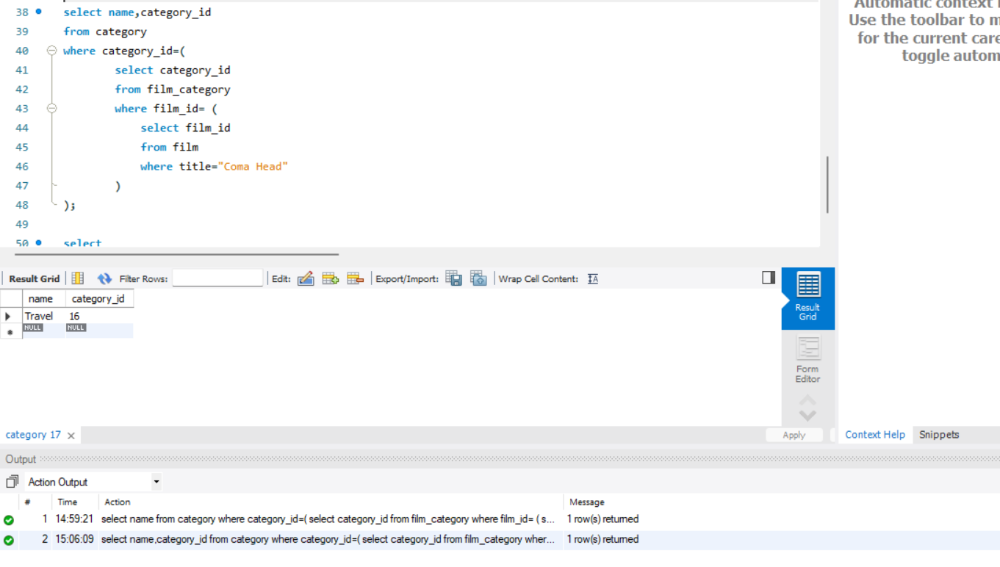 Automatic context
Use the toolbar to
for the current
toggle
38 select name,category_id
39 from category
40 where category_id=(
41 select category_id
42 from film_category
43 where film_id= (
44 select film_id
45 from film
46 where title="Coma Head"
47 )
48 );
49
50 select
Result Grid Filter Rows: Edit: Export/Import: Wrap Cell Content: IA
name category_id
Travel 16
NULL NULL
Result
Grid
Form
Editor
category 17 × Apply Context Help Snippets
Output
Action Output
# Time Action Message
1 14:59:21 select name from category where category_id=( select category_id from film_category where film_id= ( s... 1 row(s) returned
2 15:06:09 select name,category_id from category where category_id=( select category_id from film_category wher... 1 row(s) returned